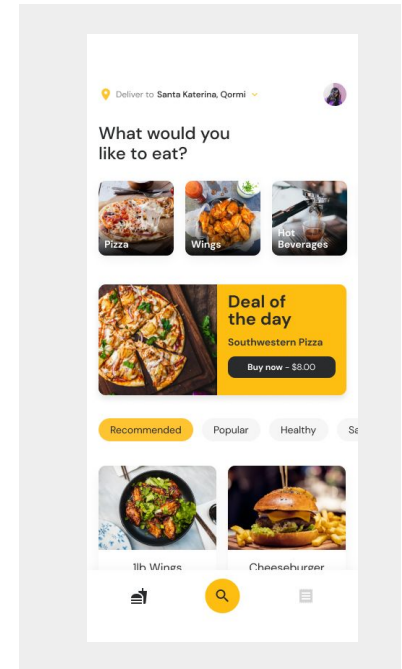 Deliver to Santa Katerina, Qormi
What would you
like to eat?
Pizza
Wings
Hot
Beverages
Deal of
the day
Southwestern Pizza
Buy now - $8.00
Recommended
Popular
Healthy
Sa
1lb Wings
Cheeseburger